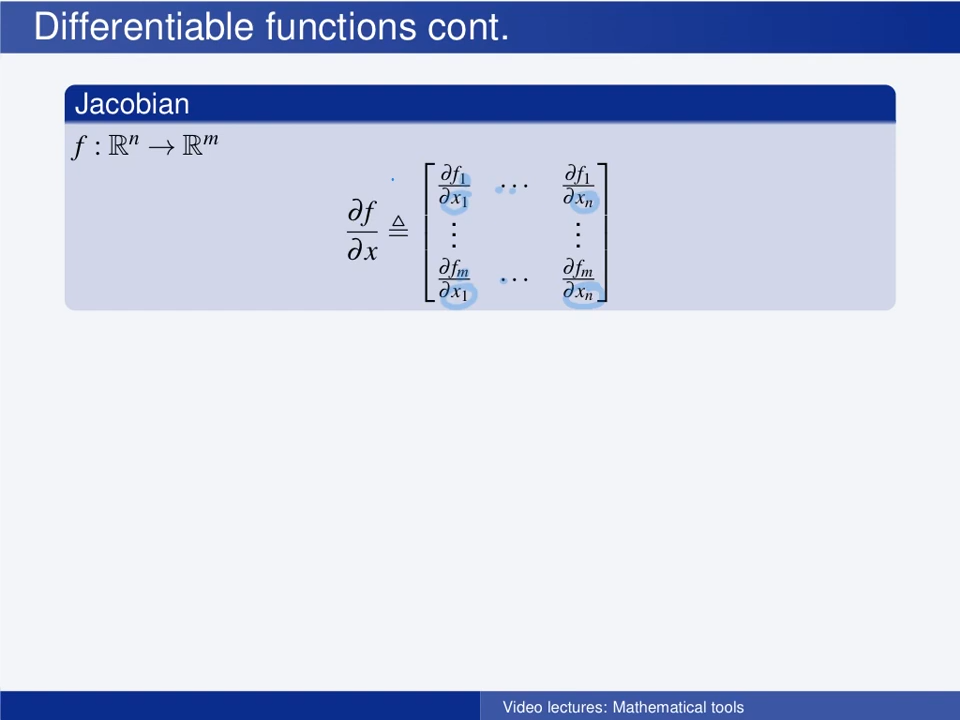 Differentiable functions cont.
Jacobian
f : ℝⁿ → ℝᵐ
∂f/∂x ≜ [ ∂f₁/∂x₁ ⋯ ∂f₁/∂xₙ
⋮ ⋮
∂fₘ/∂x₁ ⋯ ∂fₘ/∂xₙ ]
Video lectures: Mathematical tools